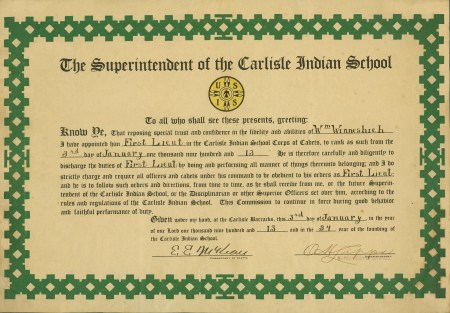 The Superintendent of the Carlisle Indian School
U S
I S
To all who shall see these presents, greeting:
Know Ye, That reposing special trust and confidence in the fidelity and abilities of Wm Winneshick
I have appointed him First Lieut in the Carlisle Indian School Corps of Cadets, to rank as such from the
3rd day of January one thousand nine hundred and 13 He is therefore carefully and diligently to
discharge the duties of First Lieut by being and performing all manner of things thereunto belonging; and I do
strictly charge and require all officers and cadets under his command to be obedient to his orders as First Lieut
and he is to follow such orders and directions, from time to time, as he shall receive from me, or the future Superin-
tendent of the Carlisle Indian School, or the Disciplinarian or other Superior Officers set over him, according to the
rules and regulations of the Carlisle Indian School. This Commission to continue in force during good behavior
and faithful performance of duty.
Given under my hand, at the Carlisle Barracks, this 3rd day of January, in the year
of our Lord one thousand nine hundred and 13 and in the 34 year of the founding of
the Carlisle Indian School.
E. E. McKean